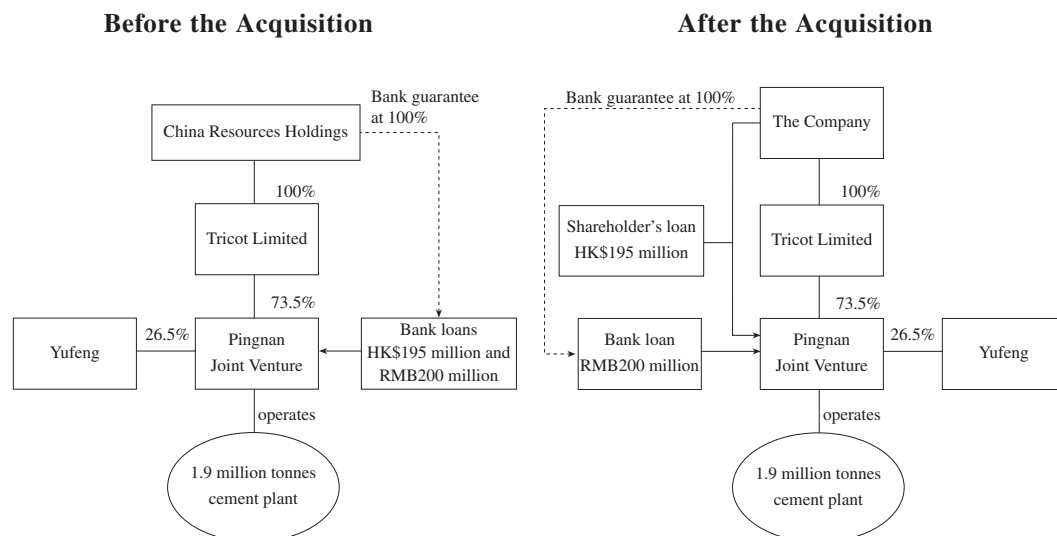 Before the Acquisition
Bank guarantee
at 100%
China Resources Holdings
100%
Tricot Limited
73.5%
Yufeng
26.5%
Pingnan
Joint Venture
Bank loans
HK$195 million and
RMB200 million
operates
1.9 million tonnes
cement plant
After the Acquisition
Bank guarantee at 100%
The Company
100%
Shareholder’s loan
HK$195 million
Tricot Limited
73.5%
Bank loan
RMB200 million
Pingnan
Joint Venture
26.5%
Yufeng
operates
1.9 million tonnes
cement plant